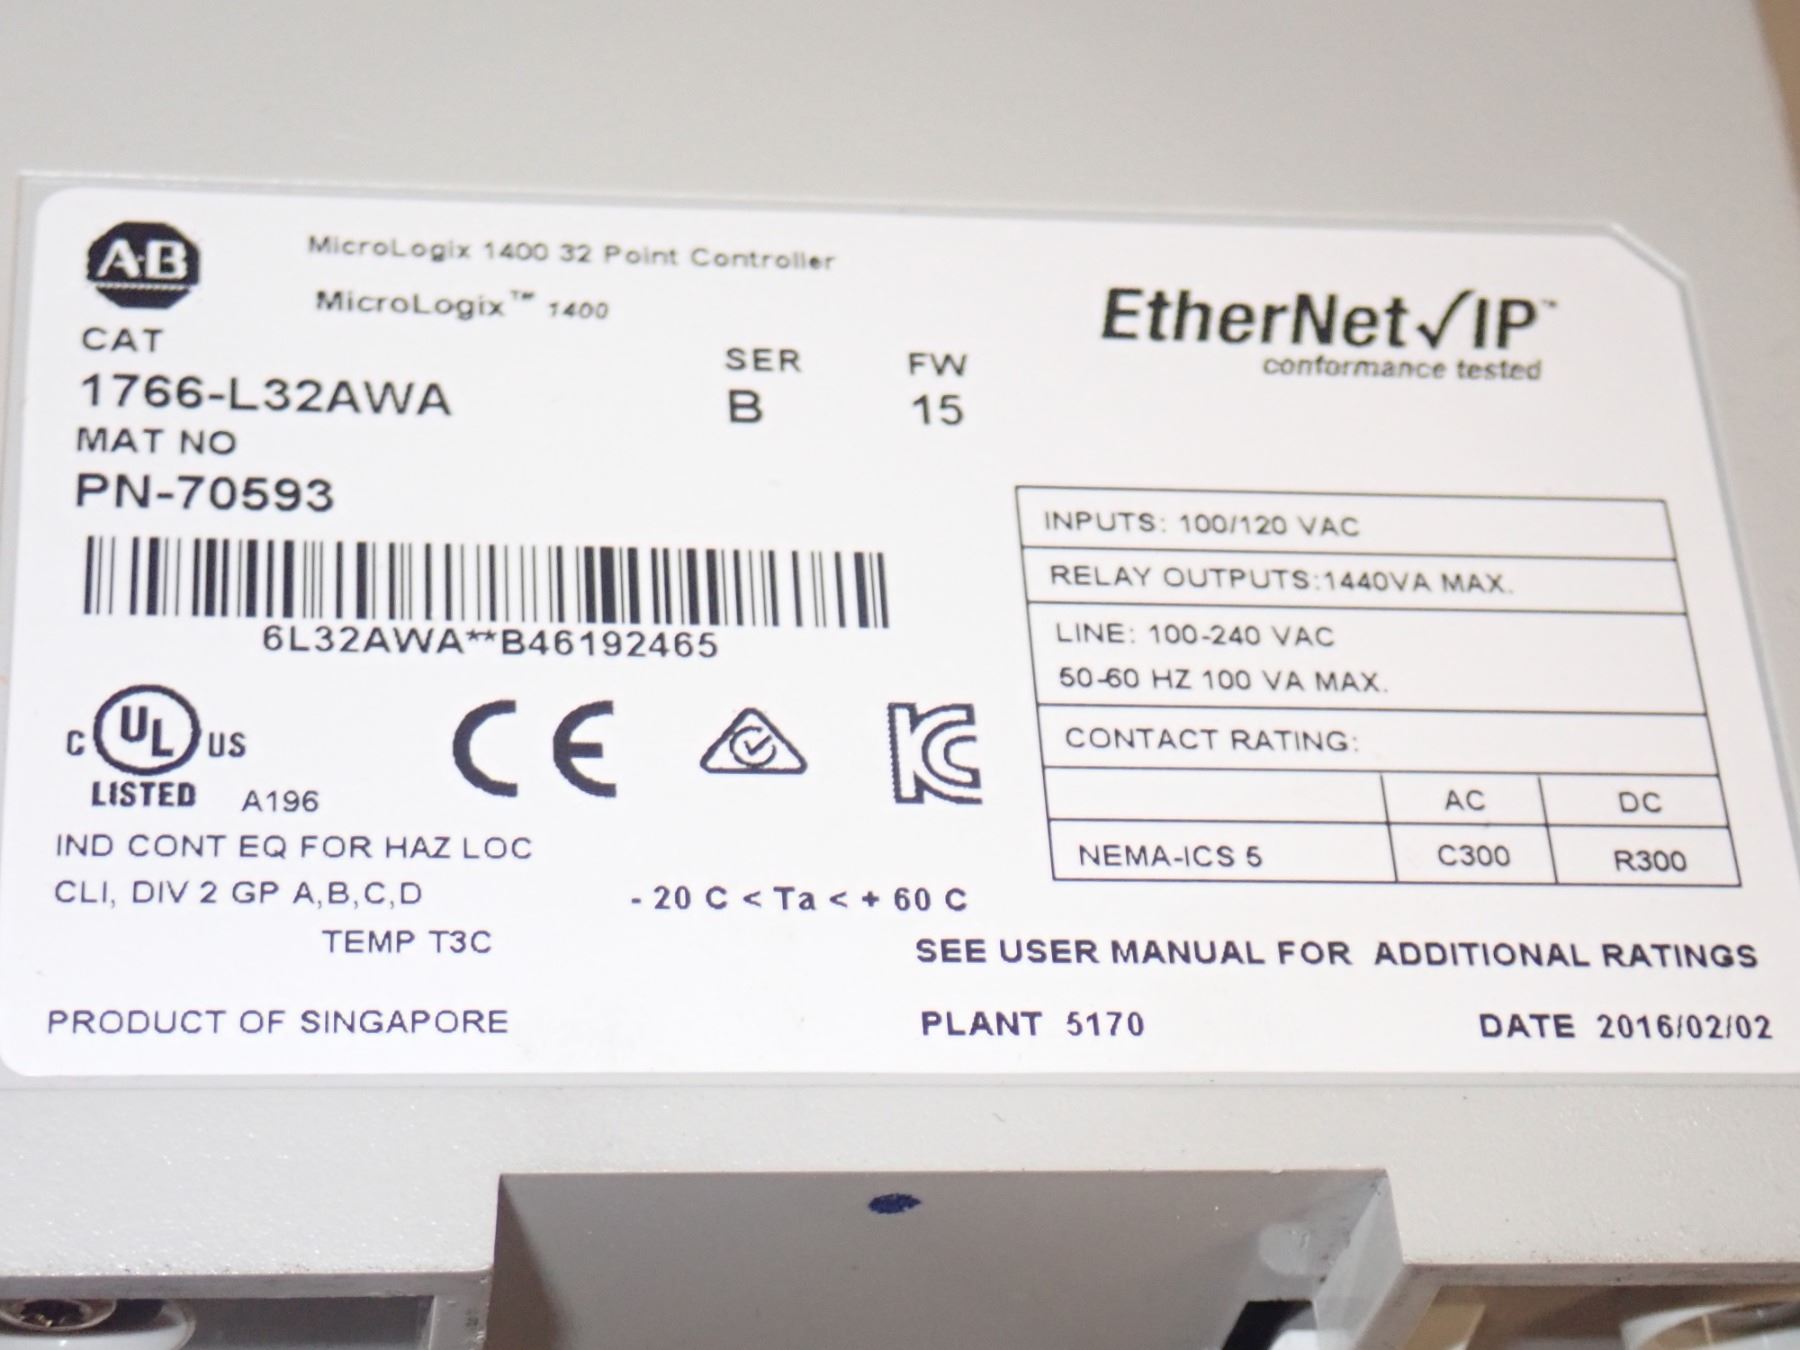 A-B
MicroLogix 1400 32 Point Controller
MicroLogix™ 1400
CAT
1766-L32AWA
SER
B
FW
15
MAT NO
PN-70593
6L32AWA**B46192465
EtherNet/IP™
conformance tested
INPUTS: 100/120 VAC
RELAY OUTPUTS:1440VA MAX.
LINE: 100-240 VAC
50-60 HZ 100 VA MAX.
CONTACT RATING:
AC DC
NEMA-ICS 5 C300 R300
C UL US
LISTED A196
CE
KC
IND CONT EQ FOR HAZ LOC
CLI, DIV 2 GP A,B,C,D
TEMP T3C
- 20 C < Ta < + 60 C
SEE USER MANUAL FOR ADDITIONAL RATINGS
PRODUCT OF SINGAPORE
PLANT 5170
DATE 2016/02/02